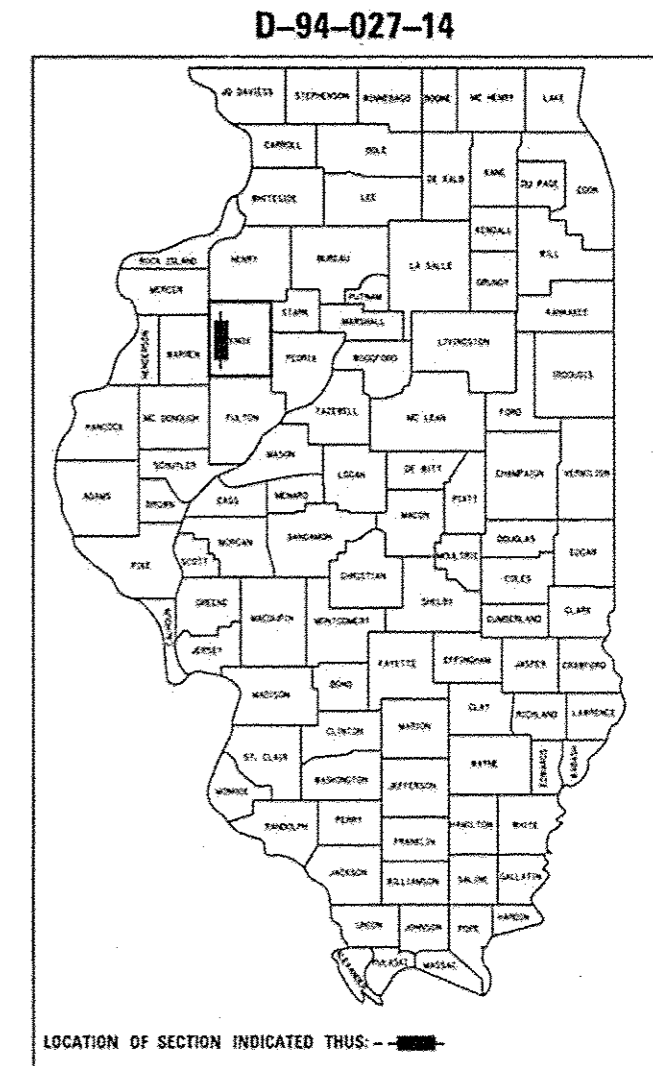 D-94-027-14
JO DAVIESS STEPHENSON WINNEBAGO BOONE MC HENRY LAKE
CARROLL OGLE DE KALB KANE DU PAGE COOK
WHITESIDE LEE
KENDALL
ROCK ISLAND HENRY BUREAU LA SALLE GRUNDY WILL
MERCER PUTNAM
STARK MARSHALL KANKAKEE
HENDERSON WARREN KNOX PEORIA WOODFORD LIVINGSTON
IROQUOIS
HANCOCK MC DONOUGH FULTON TAZEWELL MC LEAN FORD
MASON
SCHUYLER LOGAN DE WITT CHAMPAIGN VERMILION
ADAMS BROWN CASS MENARD PIATT
MACON
MORGAN SANGAMON DOUGLAS EDGAR
PIKE SCOTT CHRISTIAN MOULTRIE COLES
GREENE MACOUPIN MONTGOMERY SHELBY CUMBERLAND CLARK
CALHOUN
JERSEY FAYETTE EFFINGHAM JASPER CRAWFORD
MADISON BOND
CLAY RICHLAND LAWRENCE
CLINTON MARION
ST. CLAIR WAYNE EDWARDS WABASH
WASHINGTON JEFFERSON
MONROE
RANDOLPH PERRY HAMILTON WHITE
FRANKLIN
JACKSON WILLIAMSON SALINE GALLATIN
UNION JOHNSON POPE HARDIN
ALEXANDER PULASKI MASSAC
LOCATION OF SECTION INDICATED THUS: - -